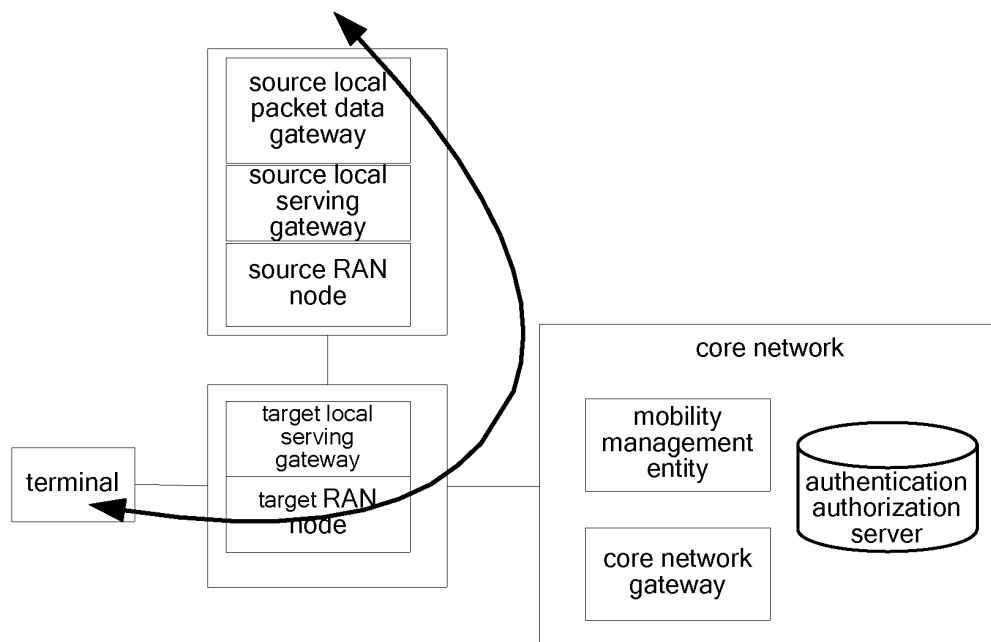 source local
packet data
gateway
source local
serving
gateway
source RAN
node
target local
serving
gateway
target RAN
node
terminal
core network
mobility
management
entity
authentication
authorization
server
core network
gateway